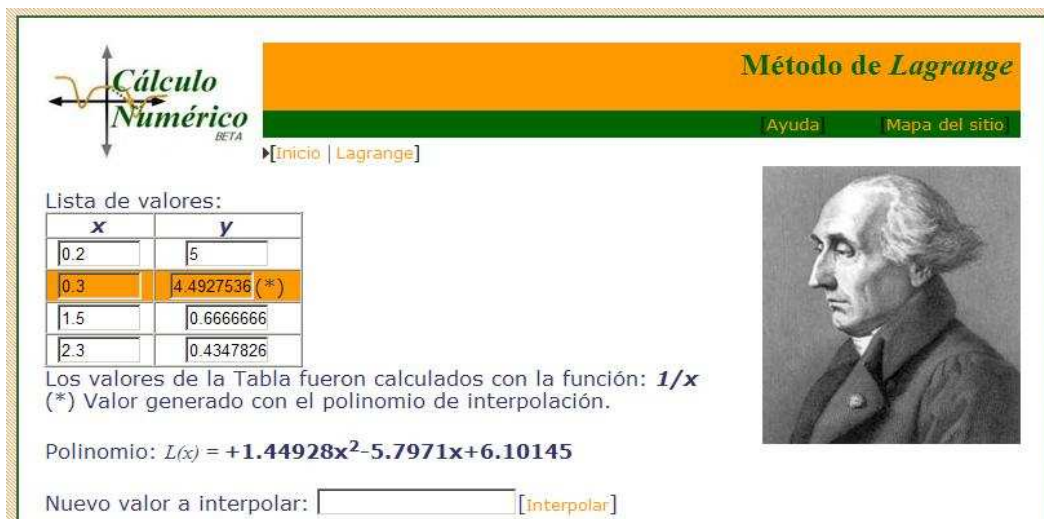 Cálculo
Numérico
BETA
Método de Lagrange
[Ayuda] [Mapa del sitio]
[Inicio | Lagrange]
Lista de valores:
x y
0.2 5
0.3 4.4927536 (*)
1.5 0.6666666
2.3 0.4347826
Los valores de la Tabla fueron calculados con la función: 1/x
(*) Valor generado con el polinomio de interpolación.
Polinomio: L(x) = +1.44928x²-5.7971x+6.10145
Nuevo valor a interpolar: [Interpolar]